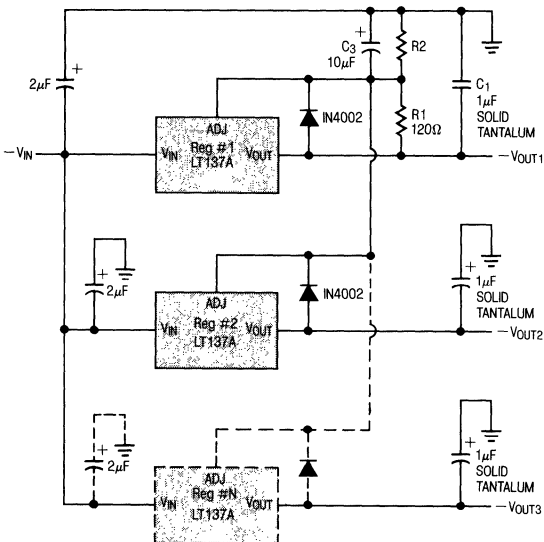 C3
10µF
R2
2µF
C1
1µF
SOLID
TANTALUM
IN4002
R1
120Ω
ADJ
Reg #1
LT137A
VIN
VOUT
−VIN
−VOUT1
2µF
ADJ
Reg #2
LT137A
VIN
VOUT
IN4002
1µF
SOLID
TANTALUM
−VOUT2
2µF
ADJ
Reg #N
LT137A
VIN
VOUT
1µF
SOLID
TANTALUM
−VOUT3